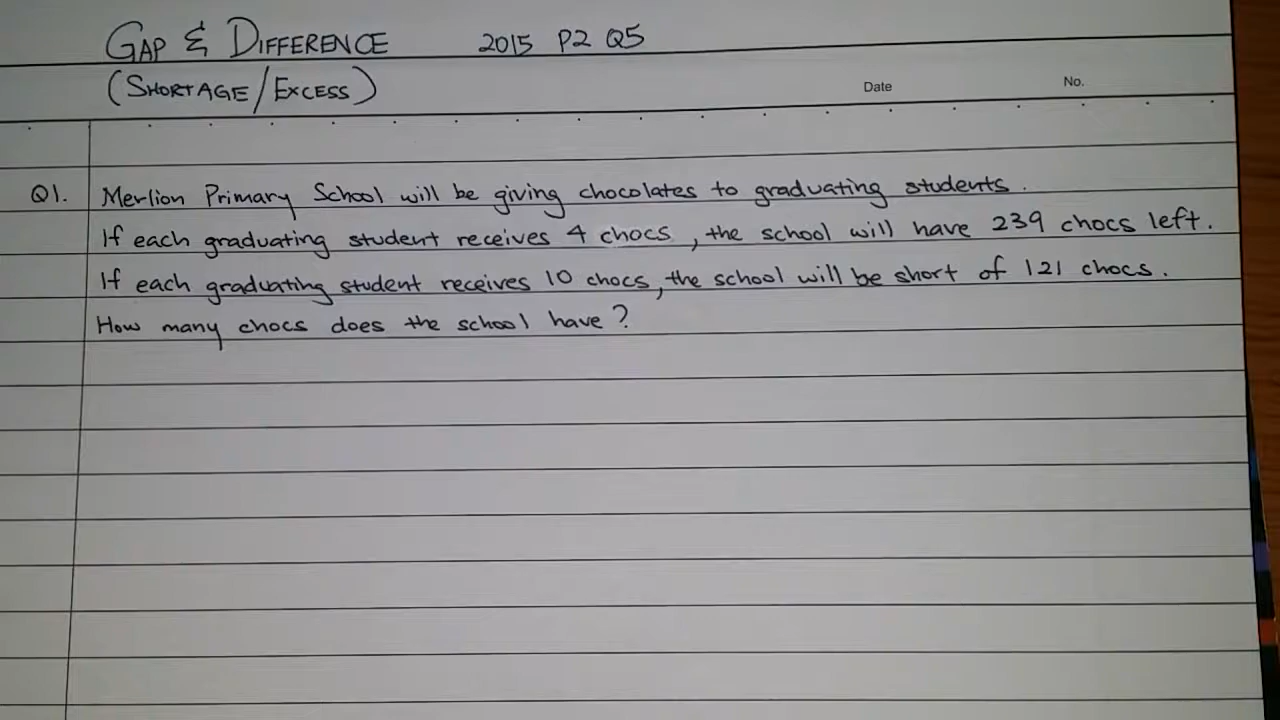 GAP & DIFFERENCE 2015 P2 Q5
(SHORTAGE/EXCESS)
Date No.
Q1. Merlion Primary School will be giving chocolates to graduating students.
If each graduating student receives 4 chocs, the school will have 239 chocs left.
If each graduating student receives 10 chocs, the school will be short of 121 chocs.
How many chocs does the school have?